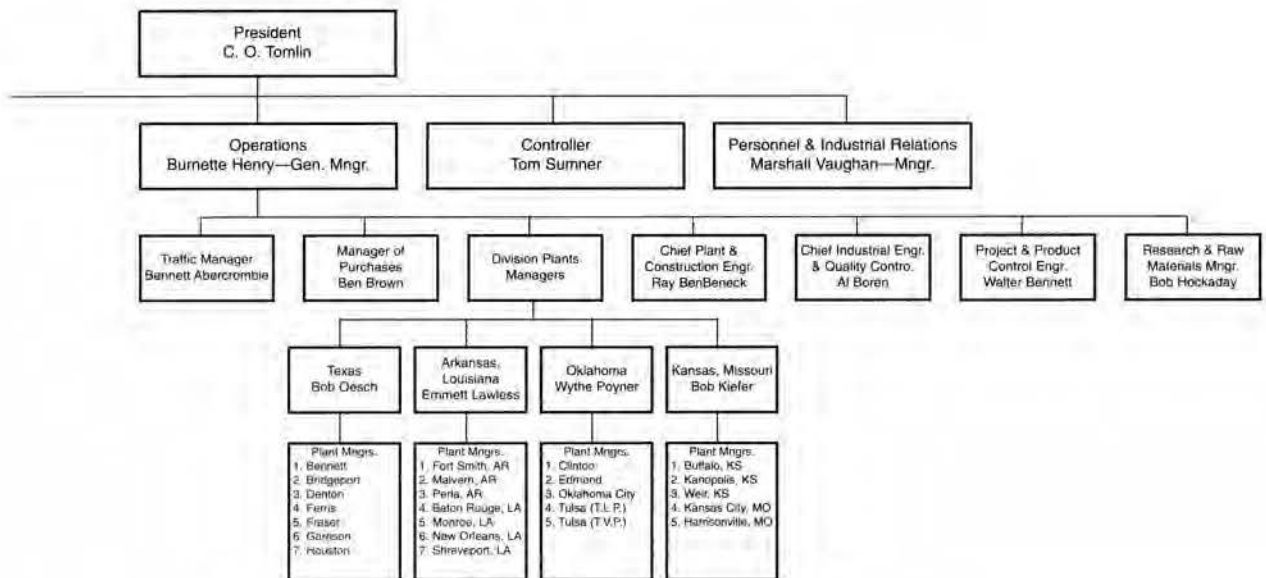 President
C. O. Tomlin
Operations
Burnette Henry—Gen. Mngr.
Controller
Tom Sumner
Personnel & Industrial Relations
Marshall Vaughan—Mngr.
Traffic Manager
Bennett Abercrombie
Manager of
Purchases
Ben Brown
Division Plants
Managers
Chief Plant &
Construction Engr.
Ray BenBeneck
Chief Industrial Engr.
& Quality Contro.
Al Boren
Project & Product
Control Engr.
Walter Bennett
Research & Raw
Materials Mngr.
Bob Hockaday
Texas
Bob Oesch
Arkansas,
Louisiana
Emmett Lawless
Oklahoma
Wythe Poyner
Kansas, Missouri
Bob Kiefer
Plant Mngrs.
1. Bennett
2. Bridgeport
3. Denton
4. Ferris
5. Fraser
6. Garrison
7. Houston
Plant Mngrs.
1. Fort Smith, AR
2. Malvern, AR
3. Perla, AR
4. Baton Rouge, LA
5. Monroe, LA
6. New Orleans, LA
7. Shreveport, LA
Plant Mngrs.
1. Clinton
2. Edmond
3. Oklahoma City
4. Tulsa (T.L.P.)
5. Tulsa (T.V.P.)
Plant Mngrs.
1. Buffalo, KS
2. Kanopolis, KS
3. Weir, KS
4. Kansas City, MO
5. Harrisonville, MO